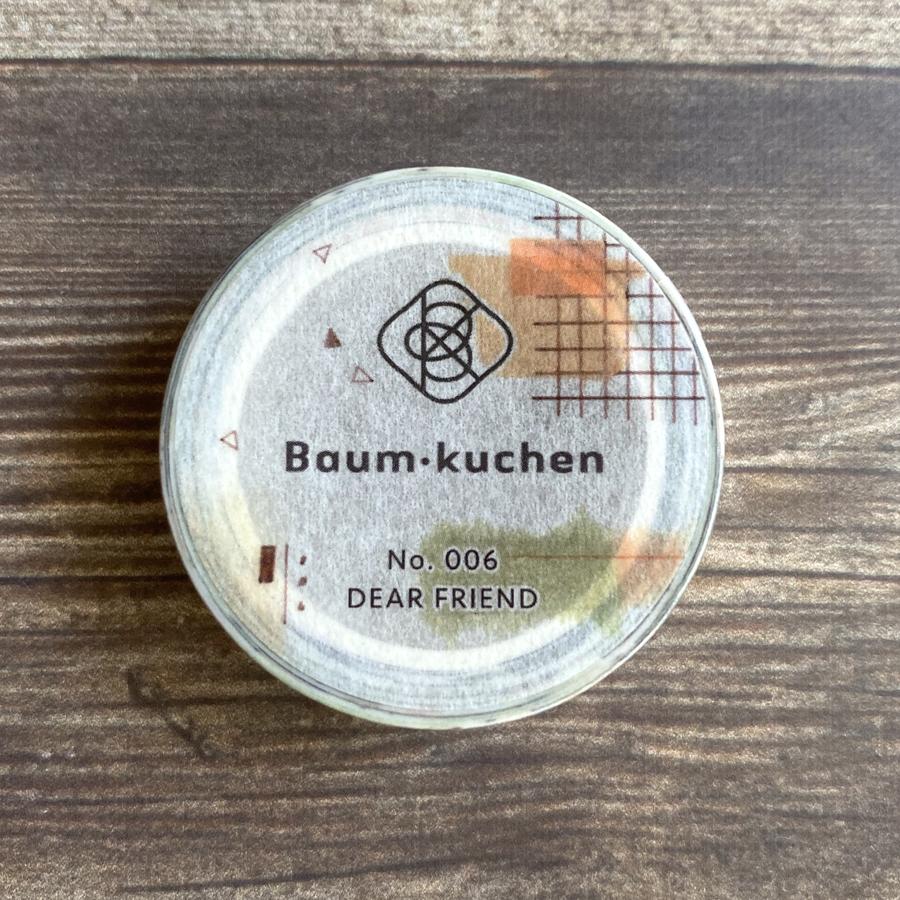 Baum·kuchen
No. 006
DEAR FRIEND